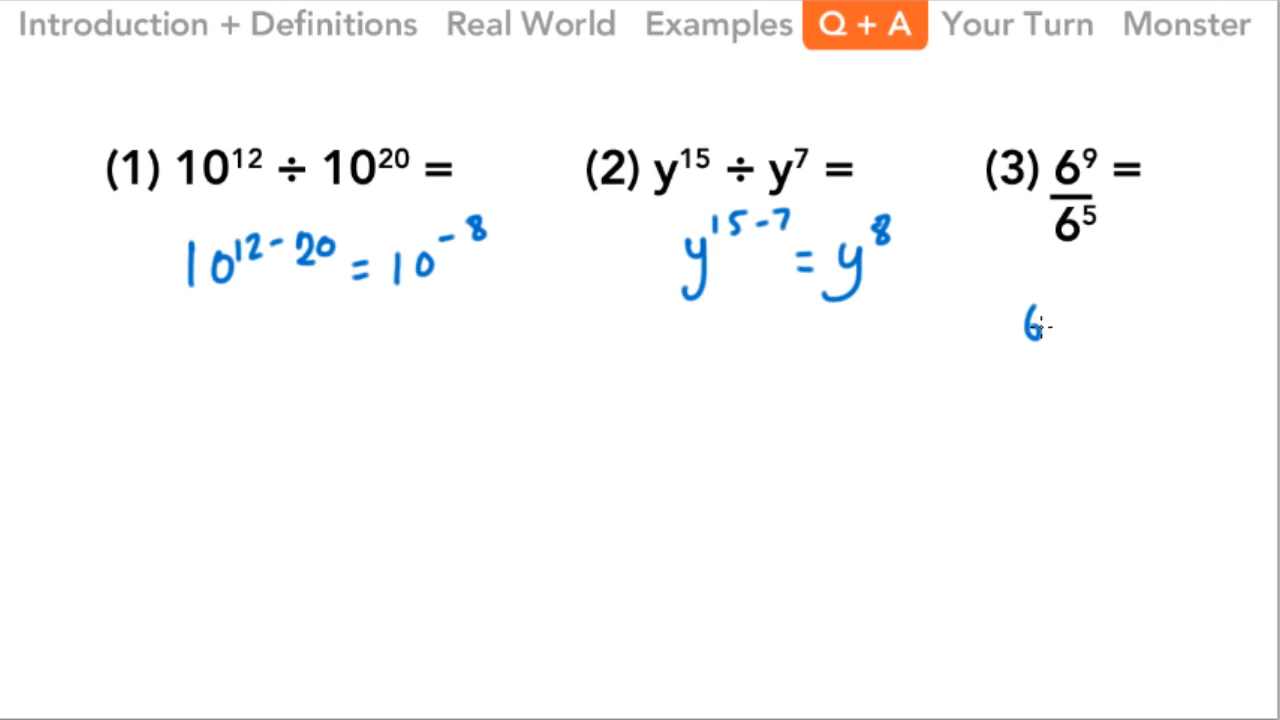 Introduction + Definitions Real World Examples Q + A Your Turn Monster
(1) 10¹² ÷ 10²⁰ = (2) y¹⁵ ÷ y⁷ = (3) 6⁹ =
6⁵
10¹²⁻²⁰ = 10⁻⁸ y¹⁵⁻⁷ = y⁸
6